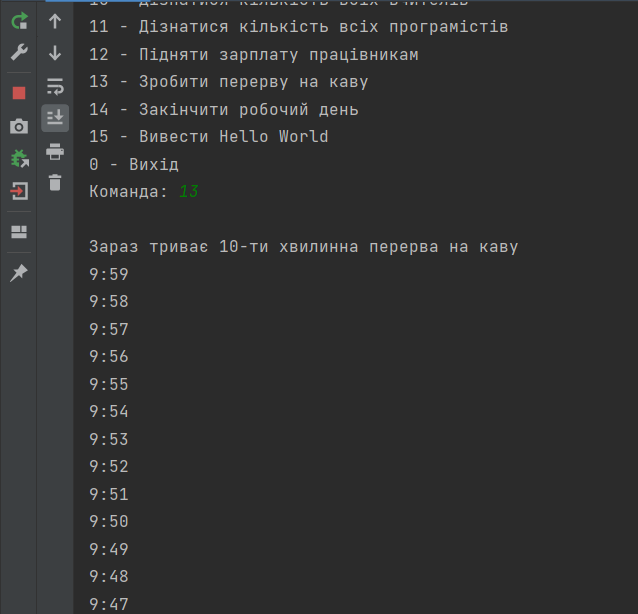 10 - Дізнатися кількість всіх вчителів
11 - Дізнатися кількість всіх програмістів
12 - Підняти зарплату працівникам
13 - Зробити перерву на каву
14 - Закінчити робочий день
15 - Вивести Hello World
0 - Вихід
Команда: 13
Зараз триває 10-ти хвилинна перерва на каву
9:59
9:58
9:57
9:56
9:55
9:54
9:53
9:52
9:51
9:50
9:49
9:48
9:47